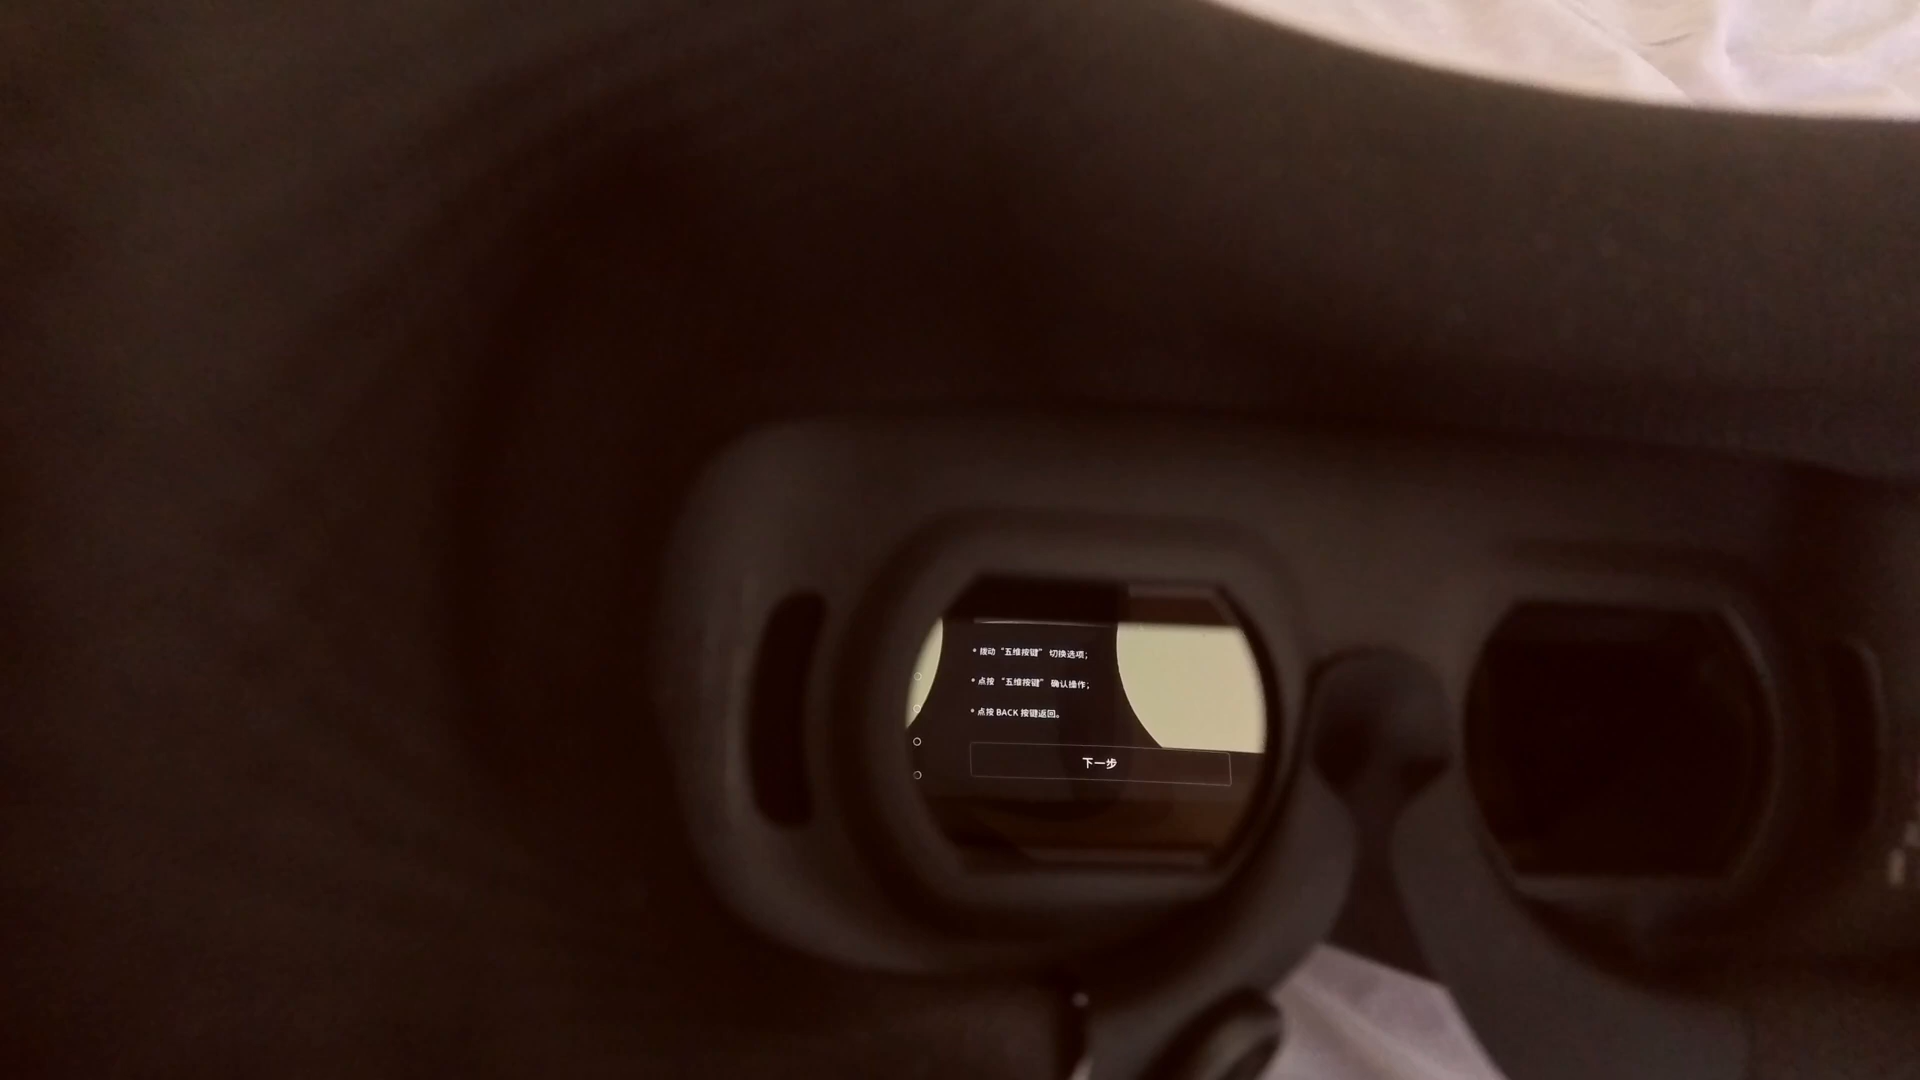 • 拨动“五维按键” 切换选项；
• 点按 “五维按键” 确认操作；
• 点按 BACK 按键返回。
下一步